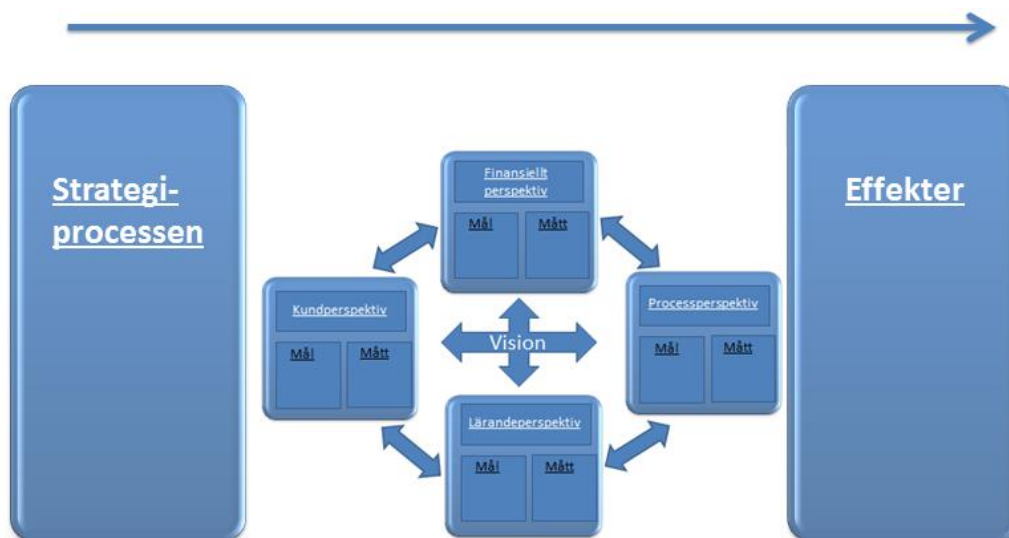 Strategi-
processen
Finansiellt
perspektiv
Mål
Mått
Kundperspektiv
Mål
Mått
Vision
Processperspektiv
Mål
Mått
Lärandeperspektiv
Mål
Mått
Effekter